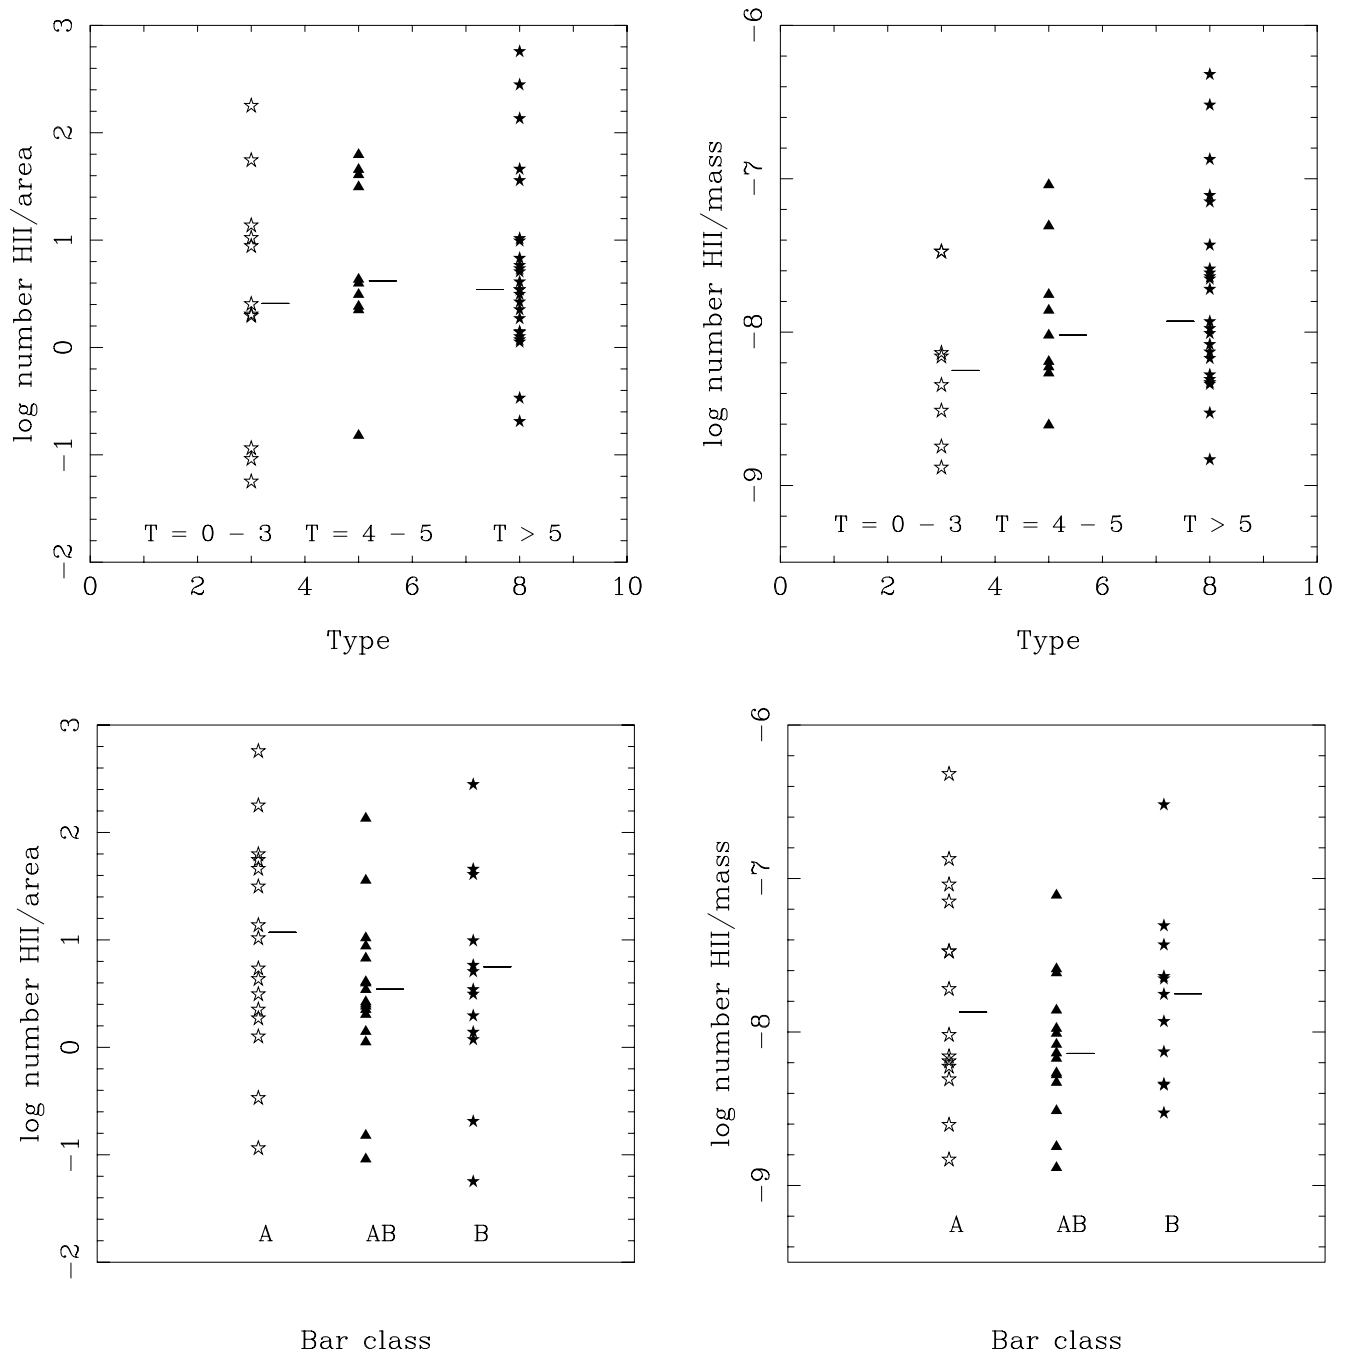 3
2
1
0
−1
−2
log number HII/area
T = 0 − 3 T = 4 − 5 T > 5
0 2 4 6 8 10
Type
−6
−7
−8
−9
log number HII/mass
T = 0 − 3 T = 4 − 5 T > 5
0 2 4 6 8 10
Type
3
2
1
0
−1
−2
log number HII/area
A AB B
Bar class
−6
−7
−8
−9
log number HII/mass
A AB B
Bar class